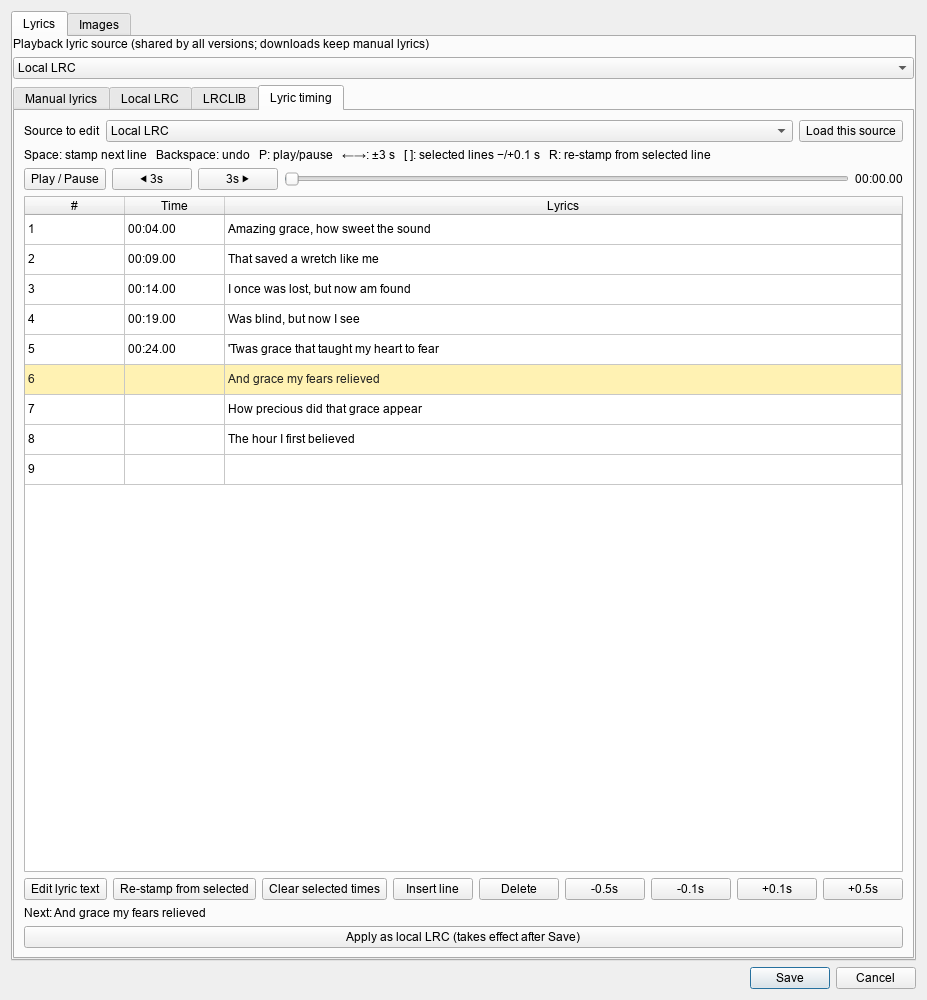 Lyrics Images
Playback lyric source (shared by all versions; downloads keep manual lyrics)
Local LRC
Manual lyrics Local LRC LRCLIB Lyric timing
Source to edit Local LRC Load this source
Space: stamp next line Backspace: undo P: play/pause ←→: ±3 s [ ]: selected lines −/+0.1 s R: re-stamp from selected line
Play / Pause ◄ 3s 3s ► 00:00.00
# Time Lyrics
1 00:04.00 Amazing grace, how sweet the sound
2 00:09.00 That saved a wretch like me
3 00:14.00 I once was lost, but now am found
4 00:19.00 Was blind, but now I see
5 00:24.00 'Twas grace that taught my heart to fear
6 And grace my fears relieved
7 How precious did that grace appear
8 The hour I first believed
9
Edit lyric text Re-stamp from selected Clear selected times Insert line Delete -0.5s -0.1s +0.1s +0.5s
Next: And grace my fears relieved
Apply as local LRC (takes effect after Save)
Save Cancel